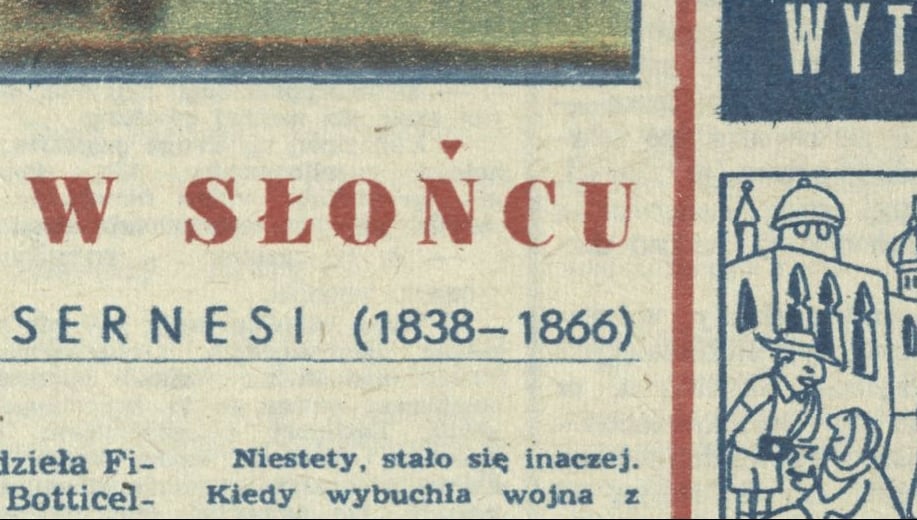 W SŁOŃCU
SERNESI (1838–1866)
dzieła Fi-
Botticel-
Niestety, stało się inaczej.
Kiedy wybuchła wojna z
WYT